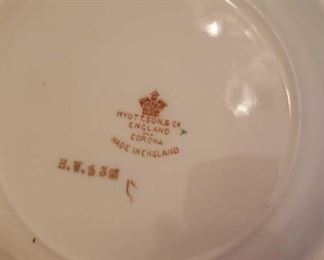 MYOTT, SON, & Co
ENGLAND
CORONA
MADE IN ENGLAND